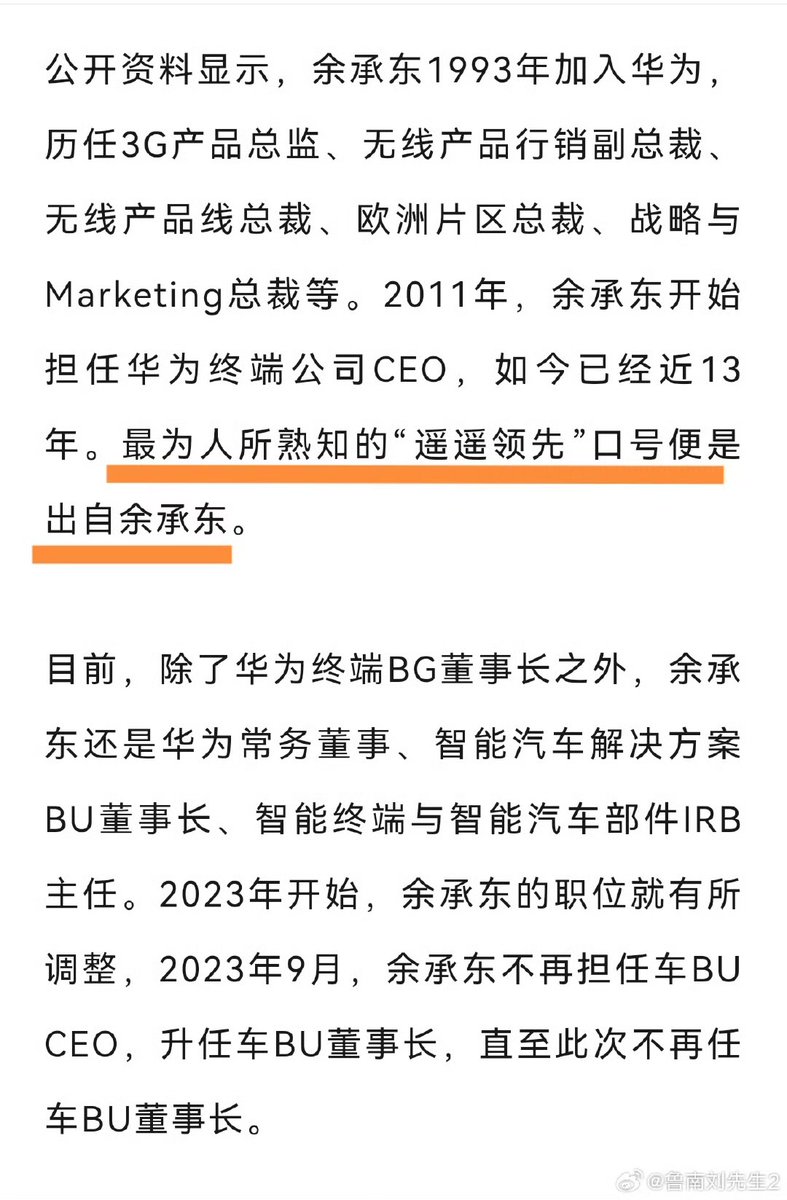 公开资料显示，余承东1993年加入华为，
历任3G产品总监、无线产品行销副总裁、
无线产品线总裁、欧洲片区总裁、战略与
Marketing总裁等。2011年，余承东开始
担任华为终端公司CEO，如今已经近13
年。最为人所熟知的“遥遥领先”口号便是
出自余承东。
目前，除了华为终端BG董事长之外，余承
东还是华为常务董事、智能汽车解决方案
BU董事长、智能终端与智能汽车部件IRB
主任。2023年开始，余承东的职位就有所
调整，2023年9月，余承东不再担任车BU
CEO，升任车BU董事长，直至此次不再任
车BU董事长。
@鲁南刘先生2